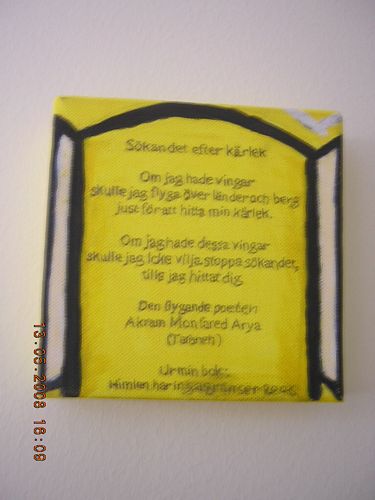 Sökandet efter kärlek
Om jag hade vingar
skulle jag flyga över länder och berg
just för att hitta min kärlek.
Om jag hade dessa vingar
skulle jag icke vilja stoppa sökandet,
tills jag hittat dig.
Den flygande poeten
Akram Monfared Arya
(Tafaneh)
Ur min bok:
Himlen har inga gränser
13.05.2008 18:09